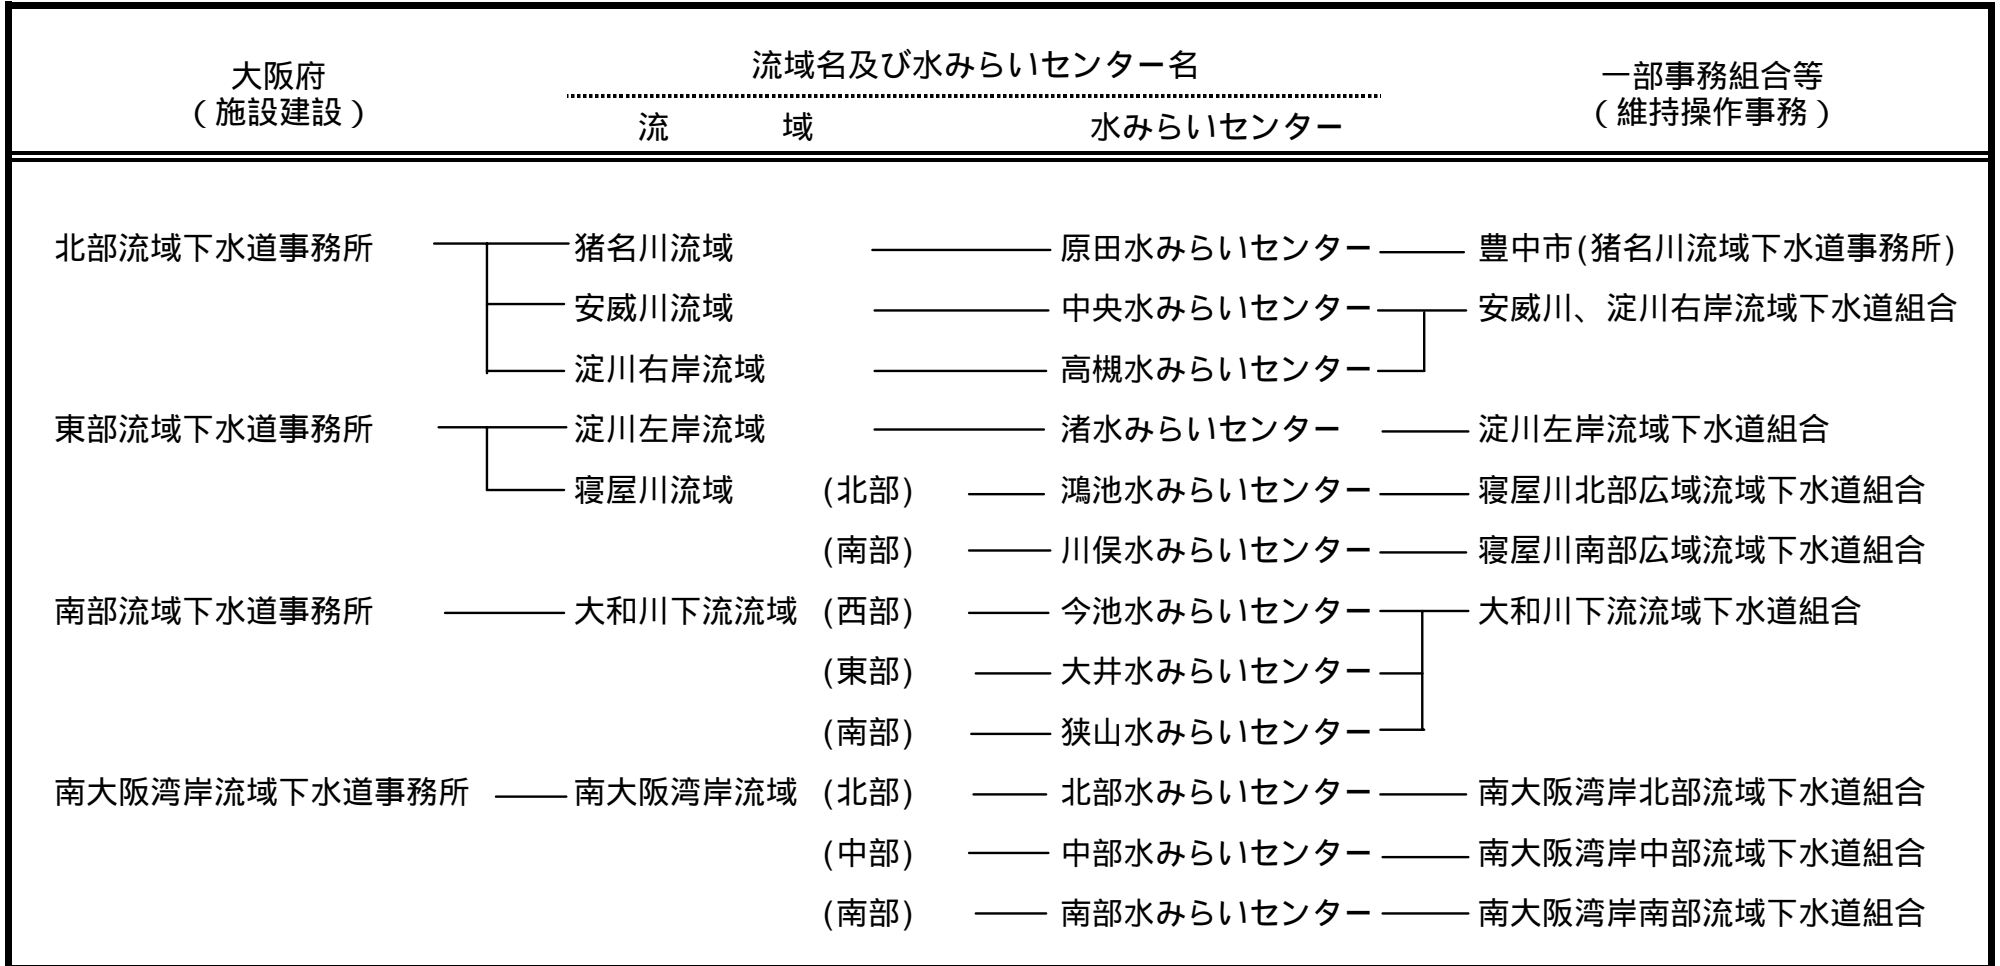 大阪府
(施設建設)
流域名及び水みらいセンター名
流 域
水みらいセンター
一部事務組合等
(維持操作事務)
北部流域下水道事務所 猪名川流域 原田水みらいセンター 豊中市(猪名川流域下水道事務所)
安威川流域 中央水みらいセンター 安威川、淀川右岸流域下水道組合
淀川右岸流域 高槻水みらいセンター
東部流域下水道事務所 淀川左岸流域 渚水みらいセンター 淀川左岸流域下水道組合
寝屋川流域 (北部) 鴻池水みらいセンター 寝屋川北部広域流域下水道組合
(南部) 川俣水みらいセンター 寝屋川南部広域流域下水道組合
南部流域下水道事務所 大和川下流流域 (西部) 今池水みらいセンター 大和川下流流域下水道組合
(東部) 大井水みらいセンター
(南部) 狭山水みらいセンター
南大阪湾岸流域下水道事務所 南大阪湾岸流域 (北部) 北部水みらいセンター 南大阪湾岸北部流域下水道組合
(中部) 中部水みらいセンター 南大阪湾岸中部流域下水道組合
(南部) 南部水みらいセンター 南大阪湾岸南部流域下水道組合